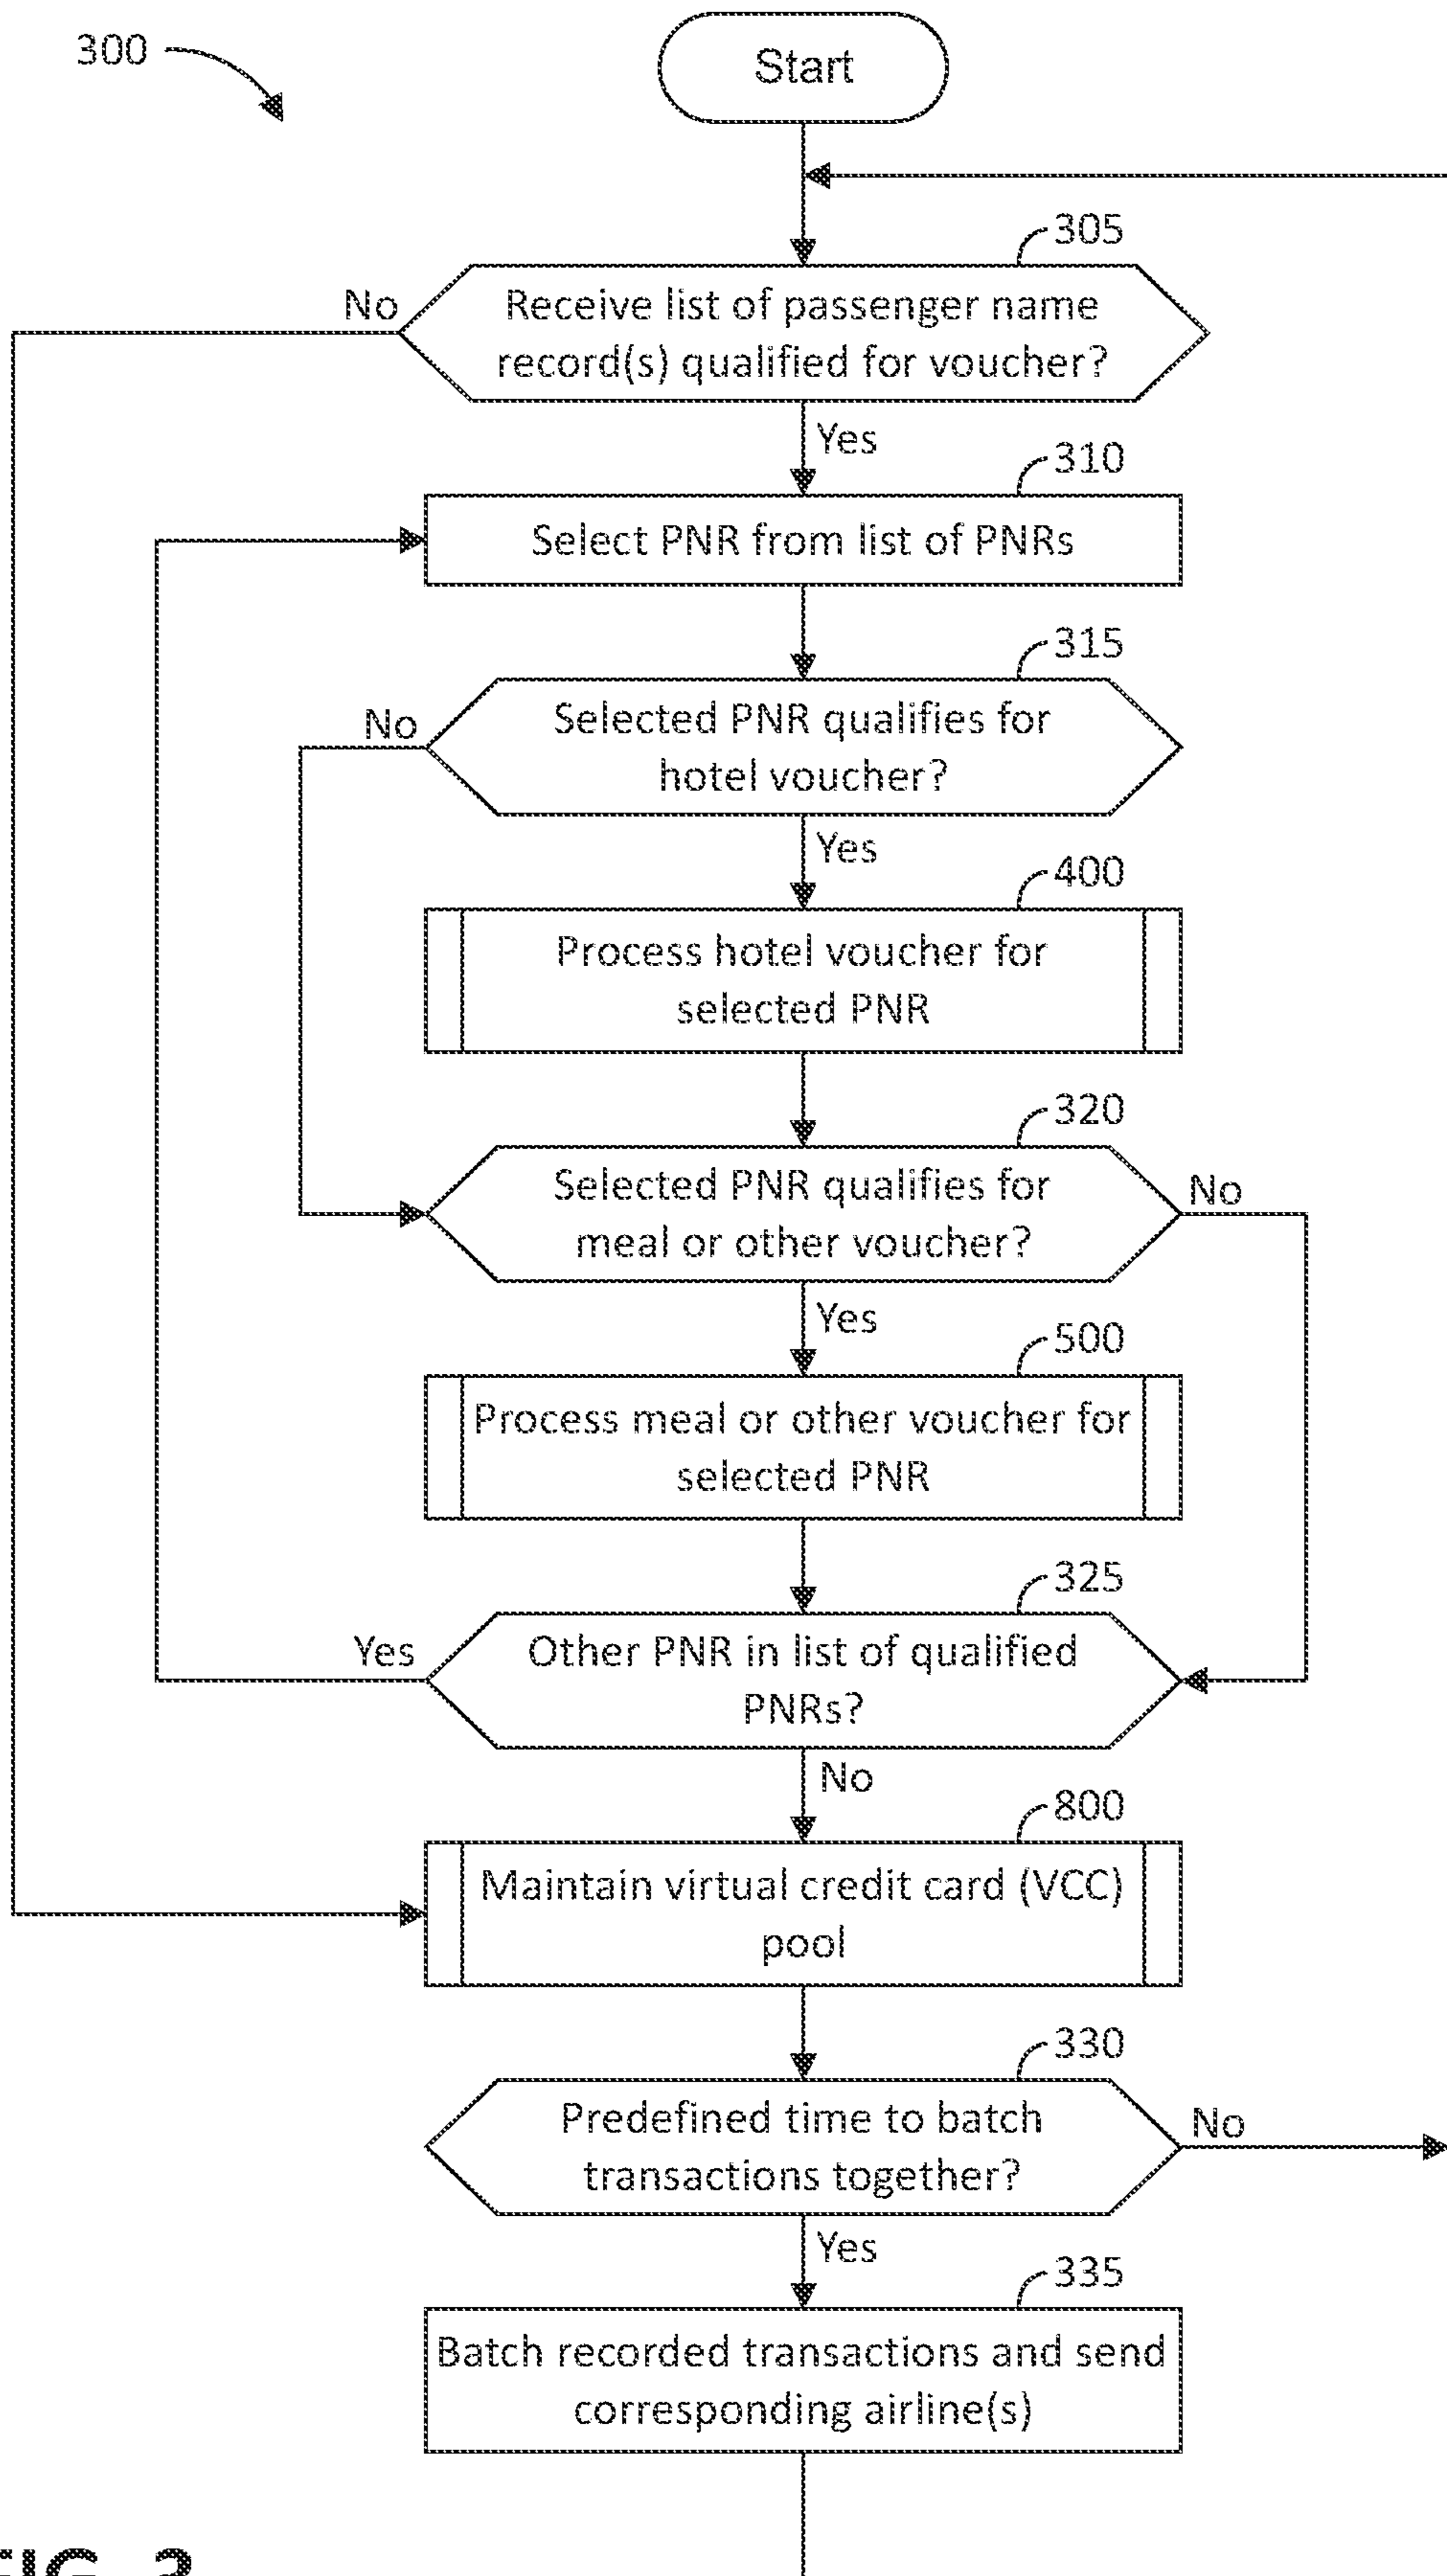 300
Start
305
No
Receive list of passenger name
record(s) qualified for voucher?
Yes
310
Select PNR from list of PNRs
315
No
Selected PNR qualifies for
hotel voucher?
Yes
400
Process hotel voucher for
selected PNR
320
Selected PNR qualifies for
No
meal or other voucher?
Yes
500
Process meal or other voucher for
selected PNR
325
Yes
Other PNR in list of qualified
PNRs?
No
800
Maintain virtual credit card (VCC)
pool
330
Predefined time to batch
No
transactions together?
Yes
335
Batch recorded transactions and send
corresponding airline(s)
FIG. 3